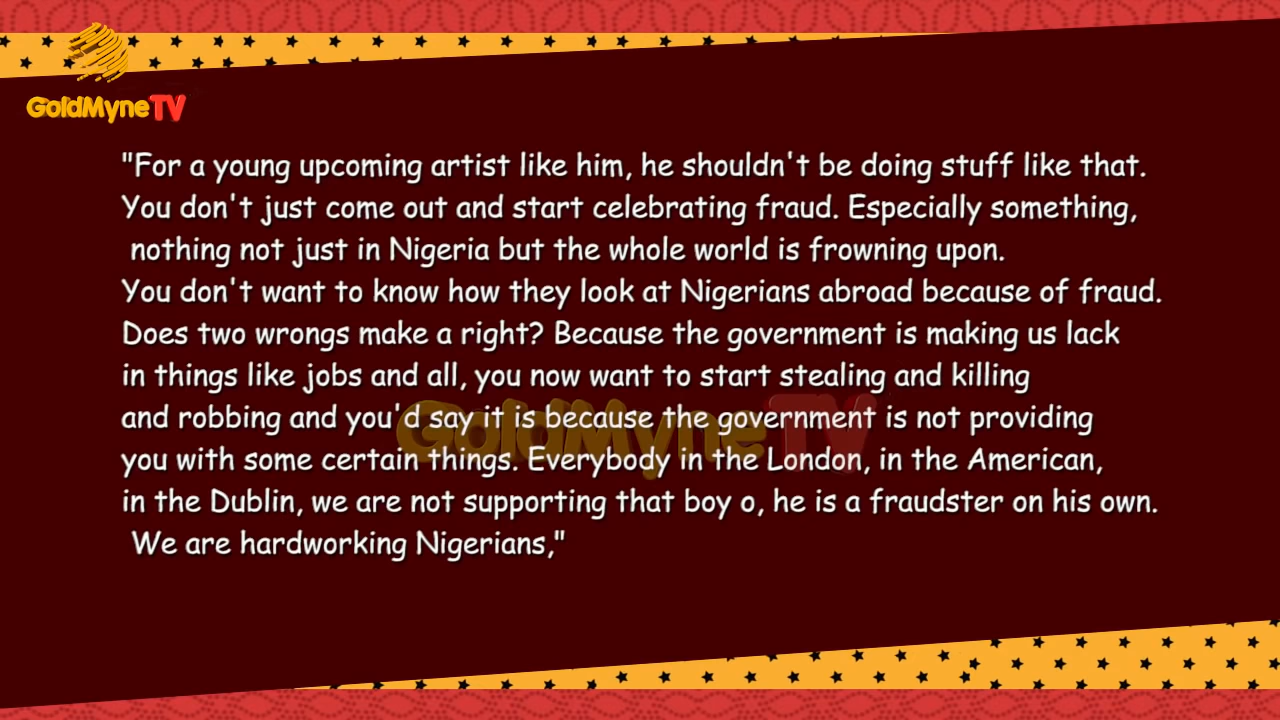 GoldMyneTV
"For a young upcoming artist like him, he shouldn't be doing stuff like that.
You don't just come out and start celebrating fraud. Especially something,
nothing not just in Nigeria but the whole world is frowning upon.
You don't want to know how they look at Nigerians abroad because of fraud.
Does two wrongs make a right? Because the government is making us lack
in things like jobs and all, you now want to start stealing and killing
and robbing and you'd say it is because the government is not providing
GoldMyneTV
you with some certain things. Everybody in the London, in the American,
in the Dublin, we are not supporting that boy o, he is a fraudster on his own.
We are hardworking Nigerians,"